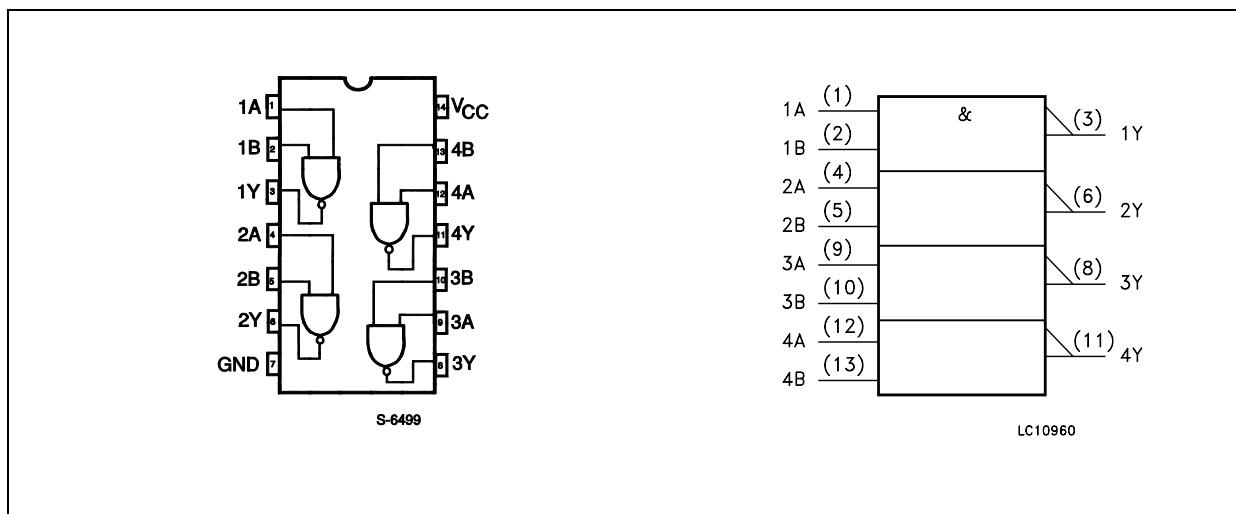 1A 1 14 VCC
1B 2 13 4B
1Y 3 12 4A
2A 4 11 4Y
2B 5 10 3B
2Y 6 9 3A
GND 7 8 3Y
S-6499
&
1A (1) (3) 1Y
1B (2)
2A (4) (6) 2Y
2B (5)
3A (9) (8) 3Y
3B (10)
4A (12) (11) 4Y
4B (13)
LC10960